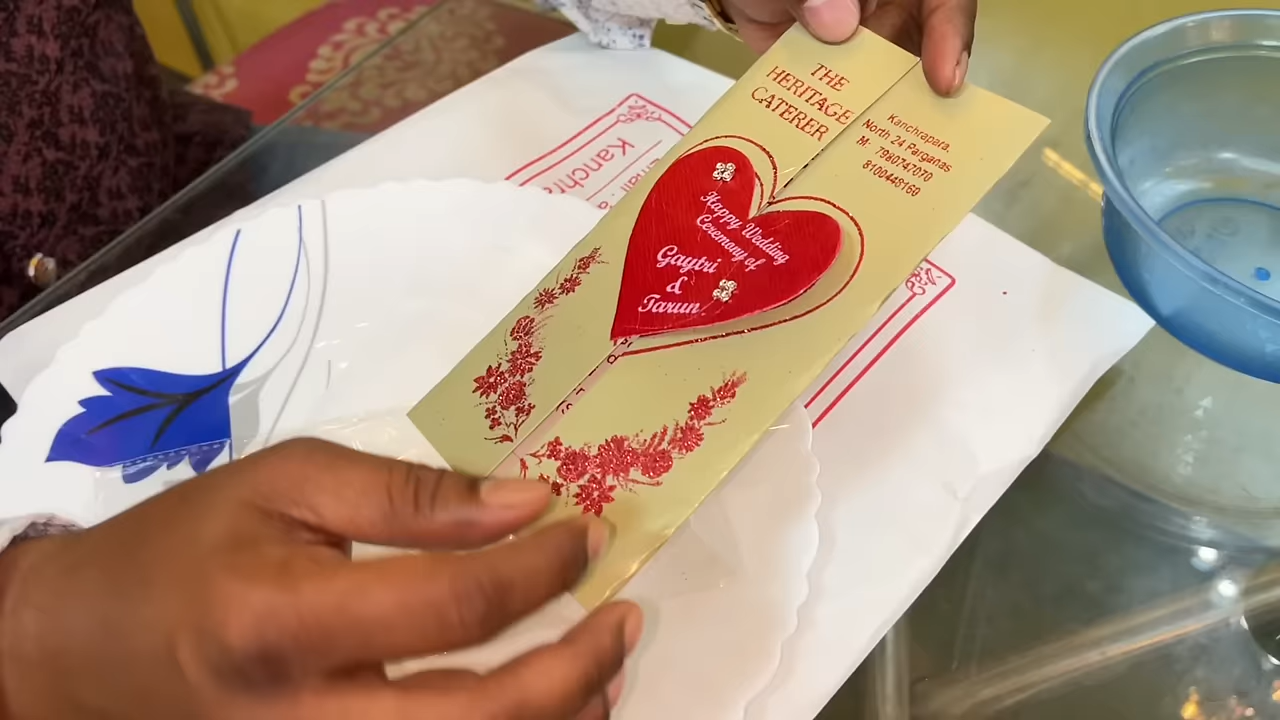 THE
HERITAGE
CATERER
Kanchrapara,
North 24 Parganas
M. 7980747070
8100448160
Happy Wedding
Ceremony of
Gaytri
&
Tarun